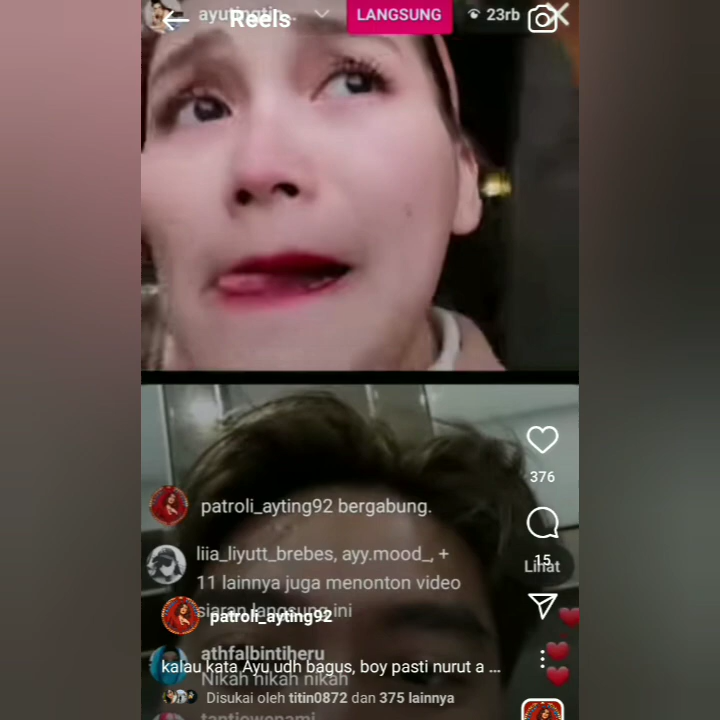 ayutingtin...
Reels
LANGSUNG
23rb
376
patroli_ayting92 bergabung.
15
Lihat
liia_liyutt_brebes, ayy.mood_, +
11 lainnya juga menonton video
siaran langsung ini
patroli_ayting92
athfalbintiheru
kalau kata Ayu udh bagus, boy pasti nurut a ...
Nikah nikah nikah
Disukai oleh titin0872 dan 375 lainnya